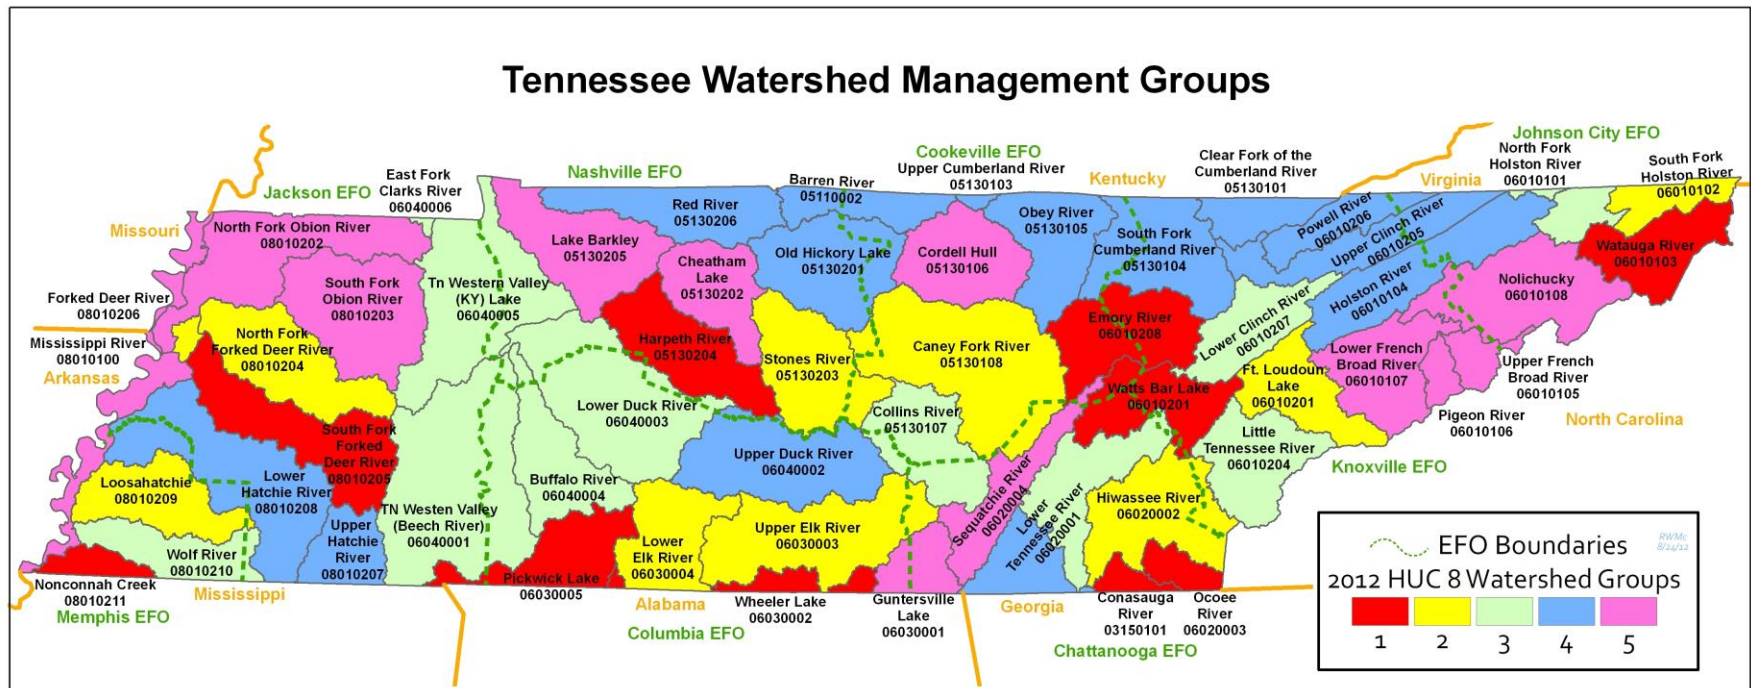 Tennessee Watershed Management Groups
Johnson City EFO
Cookeville EFO
Nashville EFO
Jackson EFO
East Fork
Clarks River
06040006
Barren River
05110002
Upper Cumberland River
05130103
Kentucky
Clear Fork of the
Cumberland River
05130101
Virginia
North Fork
Holston River
06010101
South Fork
Holston River
06010102
Missouri
North Fork Obion River
08010202
Red River
05130206
Obey River
05130105
Powell River
06010206
Upper Clinch River
06010205
Lake Barkley
05130205
Cheatham
Lake
05130202
Old Hickory Lake
05130201
Cordell Hull
05130106
South Fork
Cumberland River
05130104
Watauga River
06010103
Holston River
06010104
Nolichucky
06010108
Forked Deer River
08010206
South Fork
Obion River
08010203
Tn Western Valley
(KY) Lake
06040005
Lower Clinch River
06010207
Emory River
06010208
Mississippi River
08010100
North Fork
Forked Deer River
08010204
Harpeth River
05130204
Stones River
05130203
Caney Fork River
05130108
Arkansas
Watts Bar Lake
06010201
Ft. Loudoun
Lake
06010201
Lower French
Broad River
06010107
Upper French
Broad River
06010105
Pigeon River
06010106
North Carolina
Lower Duck River
06040003
Collins River
05130107
South Fork
Forked
Deer River
08010205
Upper Duck River
06040002
Little
Tennessee River
06010204
Knoxville EFO
Loosahatchie
08010209
Lower
Hatchie River
08010208
Buffalo River
06040004
Sequatchie River
06020004
Lower
Tennessee River
06020001
Hiwassee River
06020002
TN Westen Valley
(Beech River)
06040001
Upper
Hatchie
River
08010207
Wolf River
08010210
Lower
Elk River
06030004
Upper Elk River
06030003
Nonconnah Creek
08010211
Memphis EFO
Mississippi
Pickwick Lake
06030005
Alabama
Columbia EFO
Wheeler Lake
06030002
Guntersville
Lake
06030001
Georgia
Conasauga
River
03150101
Ocoee
River
06020003
Chattanooga EFO
EFO Boundaries
RWMc
8/24/12
2012 HUC 8 Watershed Groups
1 2 3 4 5